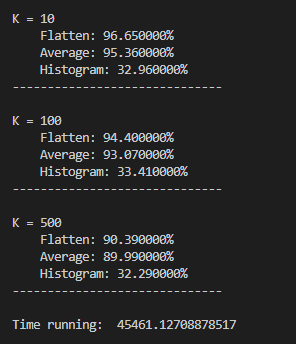 K = 10
Flatten: 96.650000%
Average: 95.360000%
Histogram: 32.960000%
------------------------------
K = 100
Flatten: 94.400000%
Average: 93.070000%
Histogram: 33.410000%
------------------------------
K = 500
Flatten: 90.390000%
Average: 89.990000%
Histogram: 32.290000%
------------------------------
Time running:  45461.12708878517